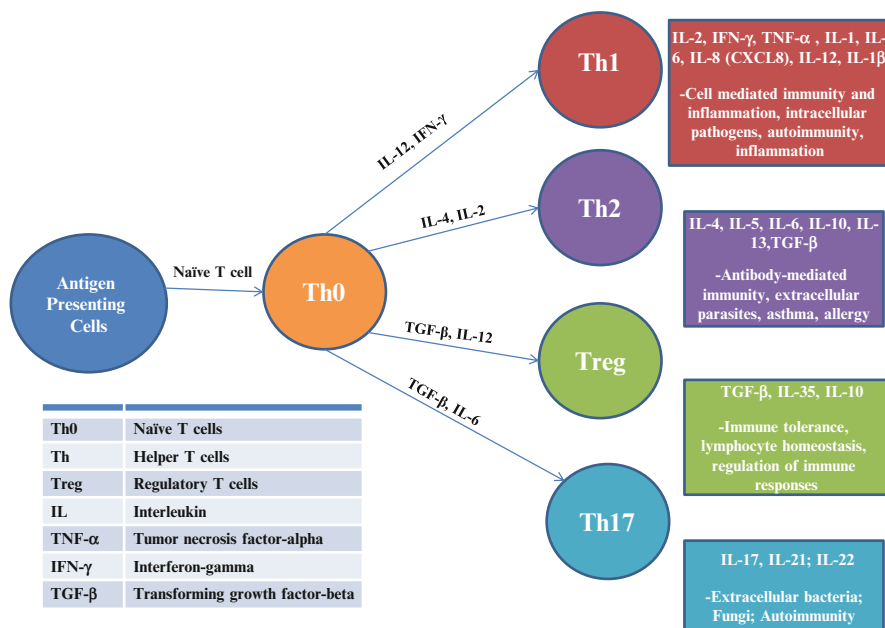 Antigen
Presenting
Cells
Naïve T cell
Th0
IL-12, IFN-γ
IL-4, IL-2
TGF-β, IL-12
TGF-β, IL-6
Th1
Th2
Treg
Th17
IL-2, IFN-γ, TNF-α , IL-1, IL-
6, IL-8 (CXCL8), IL-12, IL-1β
-Cell mediated immunity and
inflammation, intracellular
pathogens, autoimmunity,
inflammation
IL-4, IL-5, IL-6, IL-10, IL-
13,TGF-β
-Antibody-mediated
immunity, extracellular
parasites, asthma, allergy
TGF-β, IL-35, IL-10
-Immune tolerance,
lymphocyte homeostasis,
regulation of immune
responses
IL-17, IL-21; IL-22
-Extracellular bacteria;
Fungi; Autoimmunity
Th0 Naïve T cells
Th Helper T cells
Treg Regulatory T cells
IL Interleukin
TNF-α Tumor necrosis factor-alpha
IFN-γ Interferon-gamma
TGF-β Transforming growth factor-beta